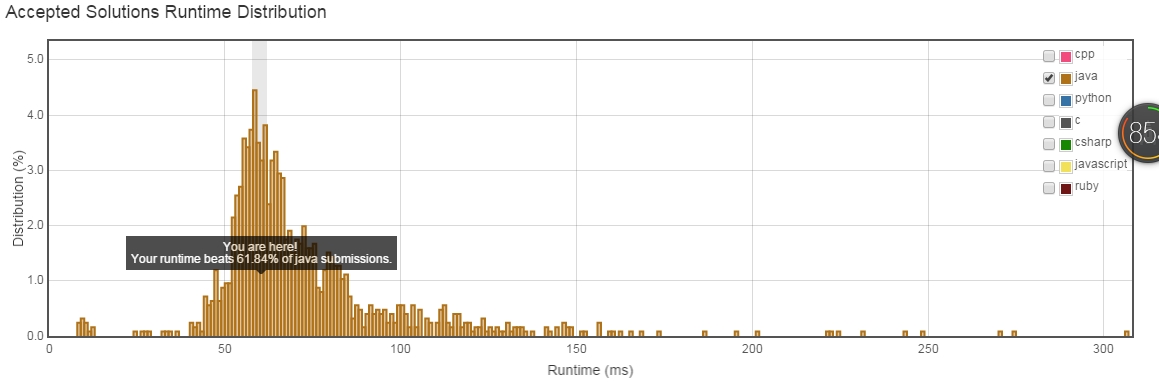 Accepted Solutions Runtime Distribution
5.0
4.0
3.0
2.0
1.0
0.0
Distribution (%)
cpp
java
python
c
csharp
javascript
ruby
85
You are here!
Your runtime beats 61.84% of java submissions.
0
50
100
150
200
250
300
Runtime (ms)